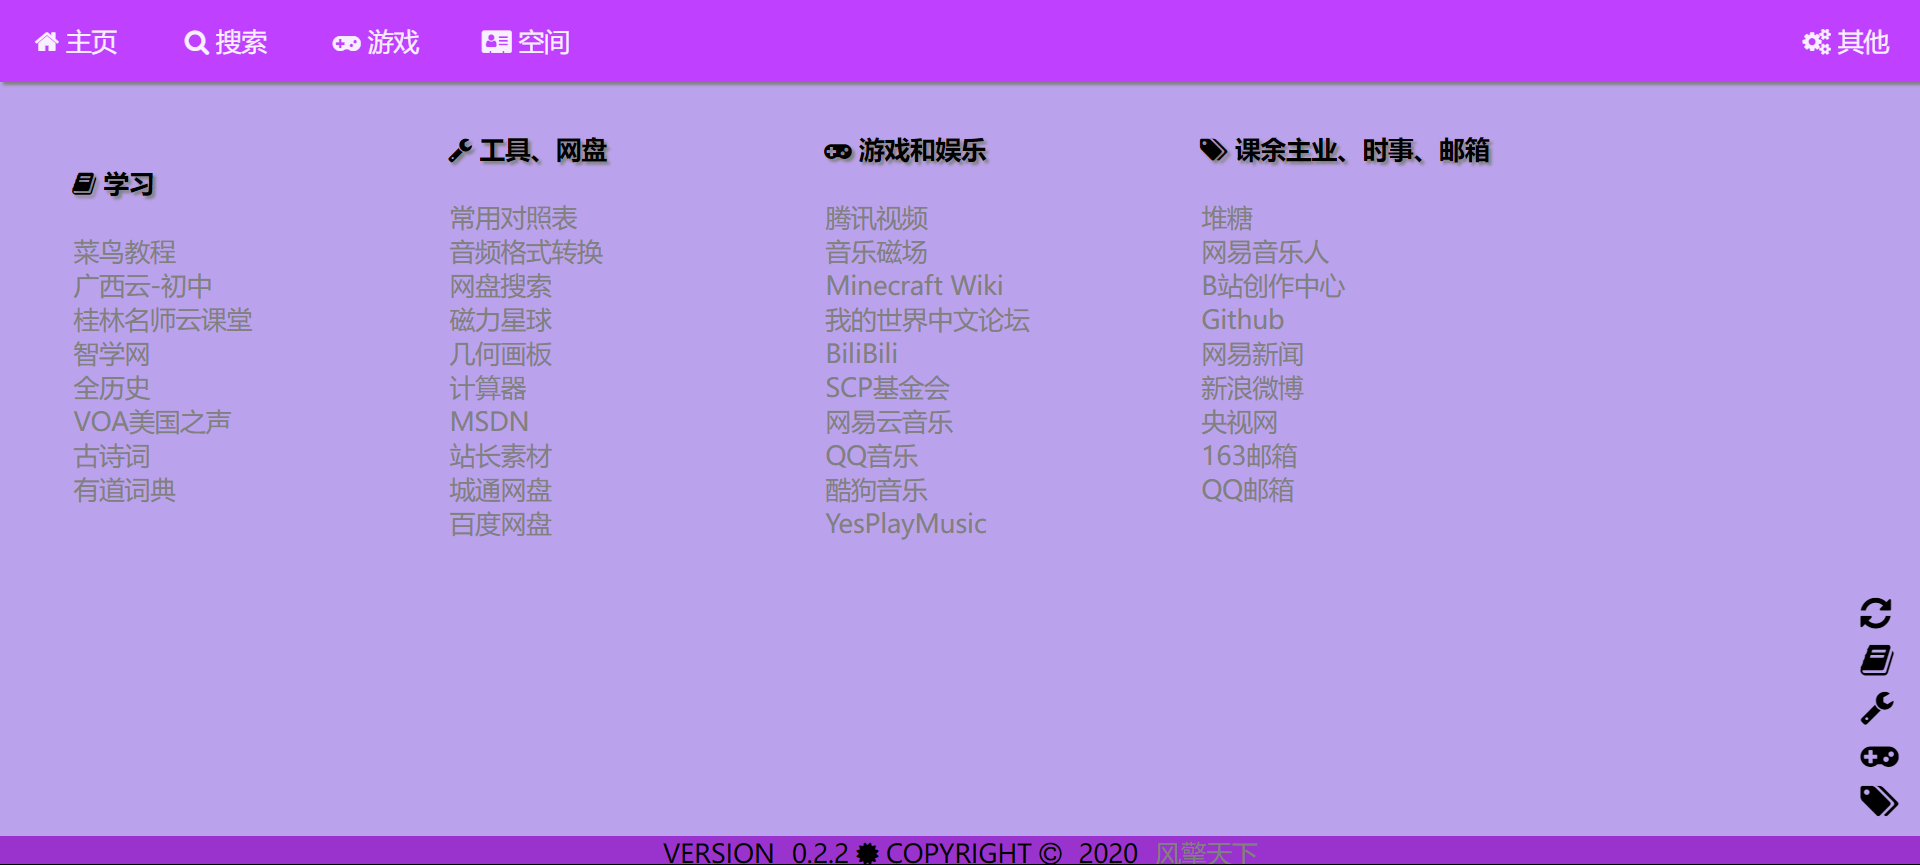 主页
搜索
游戏
空间
其他
学习
菜鸟教程
广西云-初中
桂林名师云课堂
智学网
全历史
VOA美国之声
古诗词
有道词典
工具、网盘
常用对照表
音频格式转换
网盘搜索
磁力星球
几何画板
计算器
MSDN
站长素材
城通网盘
百度网盘
游戏和娱乐
腾讯视频
音乐磁场
Minecraft Wiki
我的世界中文论坛
BiliBili
SCP基金会
网易云音乐
QQ音乐
酷狗音乐
YesPlayMusic
课余主业、时事、邮箱
堆糖
网易音乐人
B站创作中心
Github
网易新闻
新浪微博
央视网
163邮箱
QQ邮箱
VERSION 0.2.2 COPYRIGHT © 2020 风擎天下